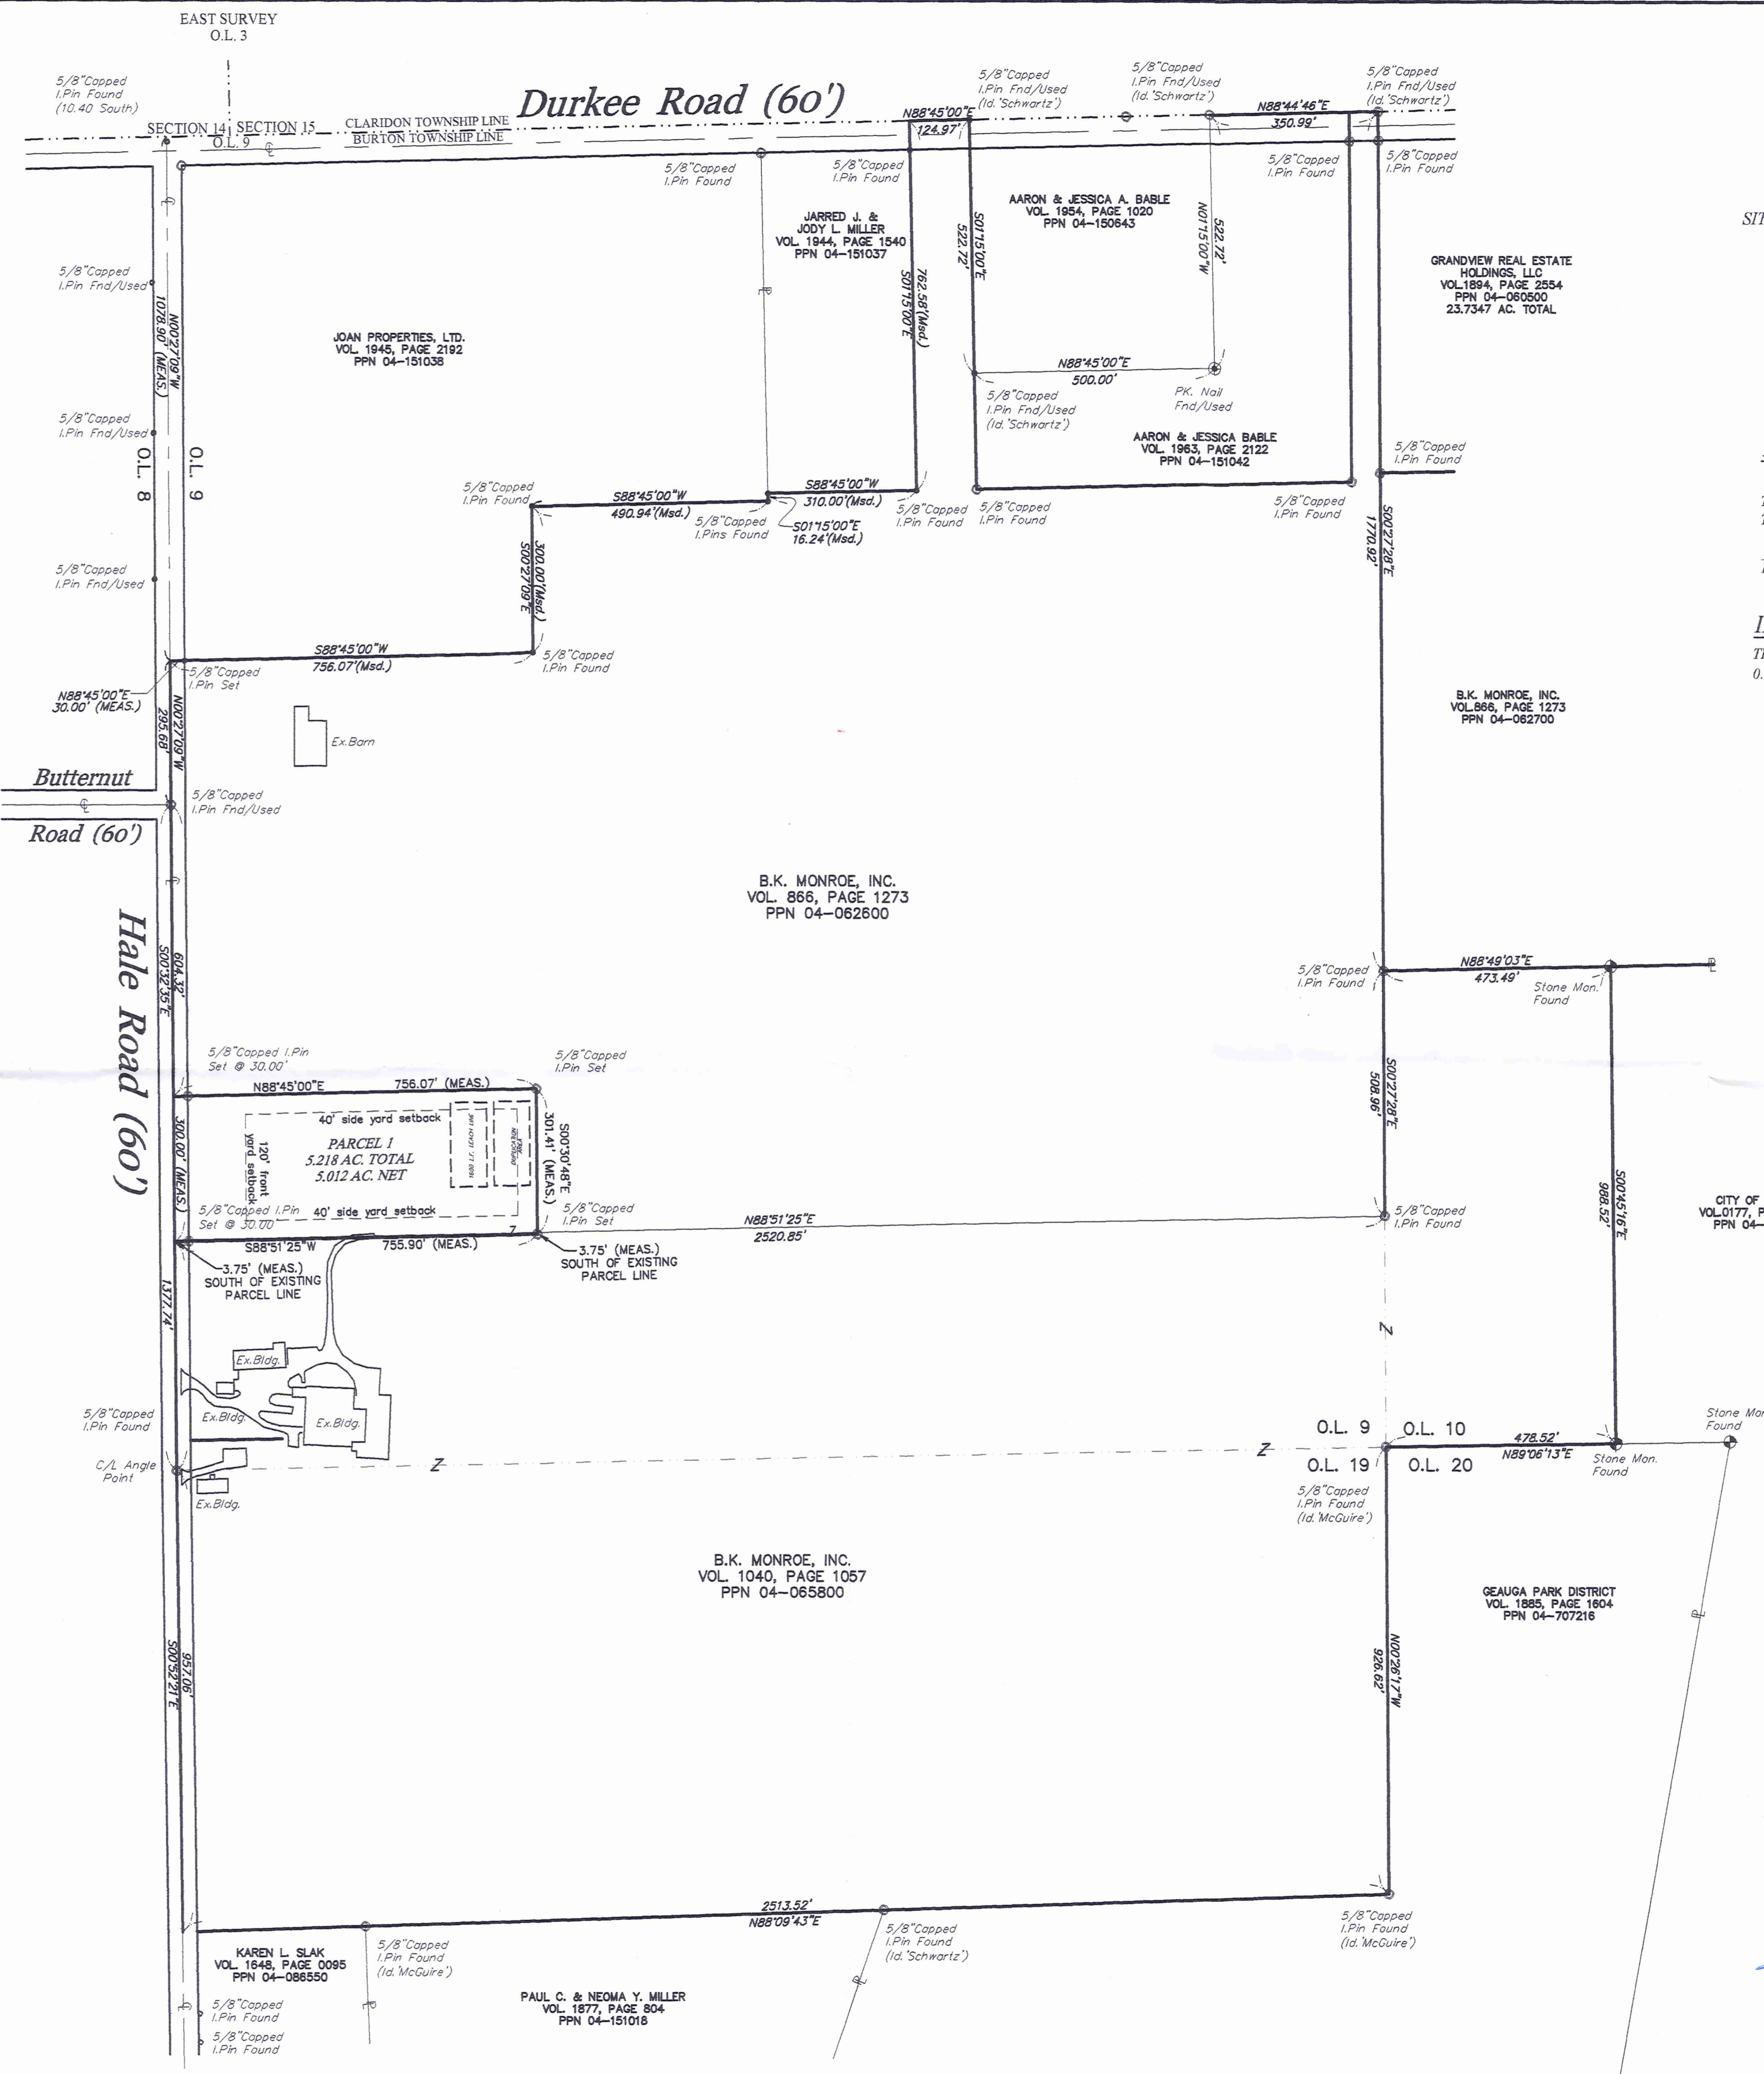 EAST SURVEY
O.L. 3
5/8"Capped
I.Pin Found
(10.40 South)
SECTION 14
SECTION 15
O.L. 9
CLARIDON TOWNSHIP LINE
BURTON TOWNSHIP LINE
Durkee Road (60')
N88°45'00"E
124.97'
5/8"Capped
I.Pin Fnd/Used
(Id.'Schwartz')
5/8"Capped
I.Pin Fnd/Used
(Id.'Schwartz')
N88°44'46"E
350.99'
5/8"Capped
I.Pin Fnd/Used
(Id.'Schwartz')
5/8"Capped
I.Pin Found
5/8"Capped
I.Pin Found
5/8"Capped
I.Pin Found
5/8"Capped
I.Pin Found
JARRED J. &
JODY L. MILLER
VOL. 1944, PAGE 1540
PPN 04-151037
AARON & JESSICA A. BABLE
VOL. 1954, PAGE 1020
PPN 04-150643
S01°15'00"E
522.72'
N01°15'00"W
522.72'
762.58'(Msd.)
S01°15'00"E
SIT
GRANDVIEW REAL ESTATE
HOLDINGS, LLC
VOL.1894, PAGE 2554
PPN 04-060500
23.7347 AC. TOTAL
5/8"Capped
I.Pin Fnd/Used
N00°27'09"W
1078.90' (MEAS.)
JOAN PROPERTIES, LTD.
VOL. 1945, PAGE 2192
PPN 04-151038
N88°45'00"E
500.00'
5/8"Capped
I.Pin Fnd/Used
(Id.'Schwartz')
PK. Nail
Fnd/Used
5/8"Capped
I.Pin Fnd/Used
O.L. 8
O.L. 9
AARON & JESSICA BABLE
VOL. 1963, PAGE 2122
PPN 04-151042
5/8"Capped
I.Pin Found
5/8"Capped
I.Pin Found
S88°45'00"W
490.94'(Msd.)
S88°45'00"W
310.00'(Msd.)
5/8"Capped
I.Pins Found
S01°15'00"E
16.24'(Msd.)
5/8"Capped
I.Pin Found
5/8"Capped
I.Pin Found
5/8"Capped
I.Pin Found
S00°27'28"E
1770.92'
5/8"Capped
I.Pin Fnd/Used
300.00'(Msd.)
S00°27'09"E
S88°45'00"W
756.07'(Msd.)
5/8"Capped
I.Pin Found
5/8"Capped
I.Pin Set
N88°45'00"E
30.00' (MEAS.)
N00°27'09"W
295.68'
Ex.Barn
0.
B.K. MONROE, INC.
VOL.866, PAGE 1273
PPN 04-062700
Butternut
Road (60')
5/8"Capped
I.Pin Fnd/Used
B.K. MONROE, INC.
VOL. 866, PAGE 1273
PPN 04-062600
Hale Road (60')
604.32'
S00°32'35"E
5/8"Capped
I.Pin Found
N88°49'03"E
473.49'
Stone Mon.
Found
5/8"Capped I.Pin
Set @ 30.00'
5/8"Capped
I.Pin Set
N88°45'00"E
756.07' (MEAS.)
S00°27'28"E
508.96'
40' side yard setback
PARCEL 1
5.218 AC. TOTAL
5.012 AC. NET
120' front
yard setback
1600 L.F. LEACH LINE
S00°30'48"E
301.41' (MEAS.)
300.00' (MEAS.)
5/8"Capped I.Pin
Set @ 30.00'
40' side yard setback
5/8"Capped
I.Pin Set
N88°51'25"E
2520.85'
5/8"Capped
I.Pin Found
S88°51'25"W
755.90' (MEAS.)
3.75' (MEAS.)
SOUTH OF EXISTING
PARCEL LINE
3.75' (MEAS.)
SOUTH OF EXISTING
PARCEL LINE
S00°45'16"E
988.52'
CITY OF
VOL.0177, P
PPN 04-
1377.74'
Z
Ex.Bldg.
Ex.Bldg.
Ex.Bldg.
5/8"Capped
I.Pin Found
C/L Angle
Point
Z
Z
Ex.Bldg.
O.L. 9
O.L. 10
O.L. 19
O.L. 20
478.52'
N89°06'13"E
Stone Mon.
Found
Stone Mon
Found
5/8"Capped
I.Pin Found
(Id.'McGuire')
B.K. MONROE, INC.
VOL. 1040, PAGE 1057
PPN 04-065800
GEAUGA PARK DISTRICT
VOL. 1885, PAGE 1604
PPN 04-707216
957.06'
S00°52'21"E
N00°26'17"W
926.62'
2513.52'
N88°09'43"E
5/8"Capped
I.Pin Found
(Id.'McGuire')
5/8"Capped
I.Pin Found
(Id.'Schwartz')
5/8"Capped
I.Pin Found
(Id.'McGuire')
KAREN L. SLAK
VOL. 1648, PAGE 0095
PPN 04-086550
PAUL C. & NEOMA Y. MILLER
VOL. 1877, PAGE 804
PPN 04-151018
5/8"Capped
I.Pin Found
5/8"Capped
I.Pin Found